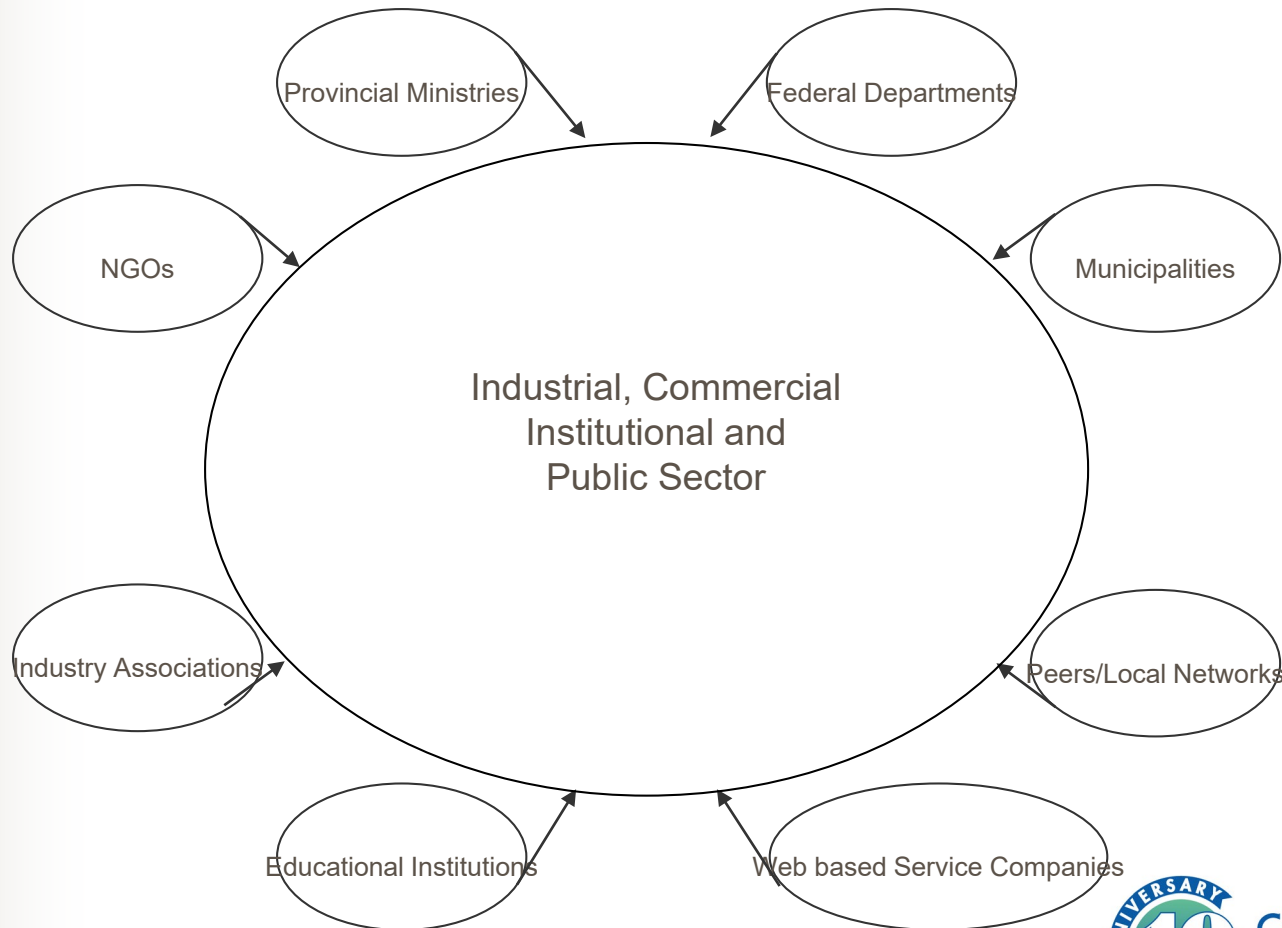 Provincial Ministries
Federal Departments
NGOs
Municipalities
Industrial, Commercial
Institutional and
Public Sector
Industry Associations
Peers/Local Networks
Educational Institutions
Web based Service Companies